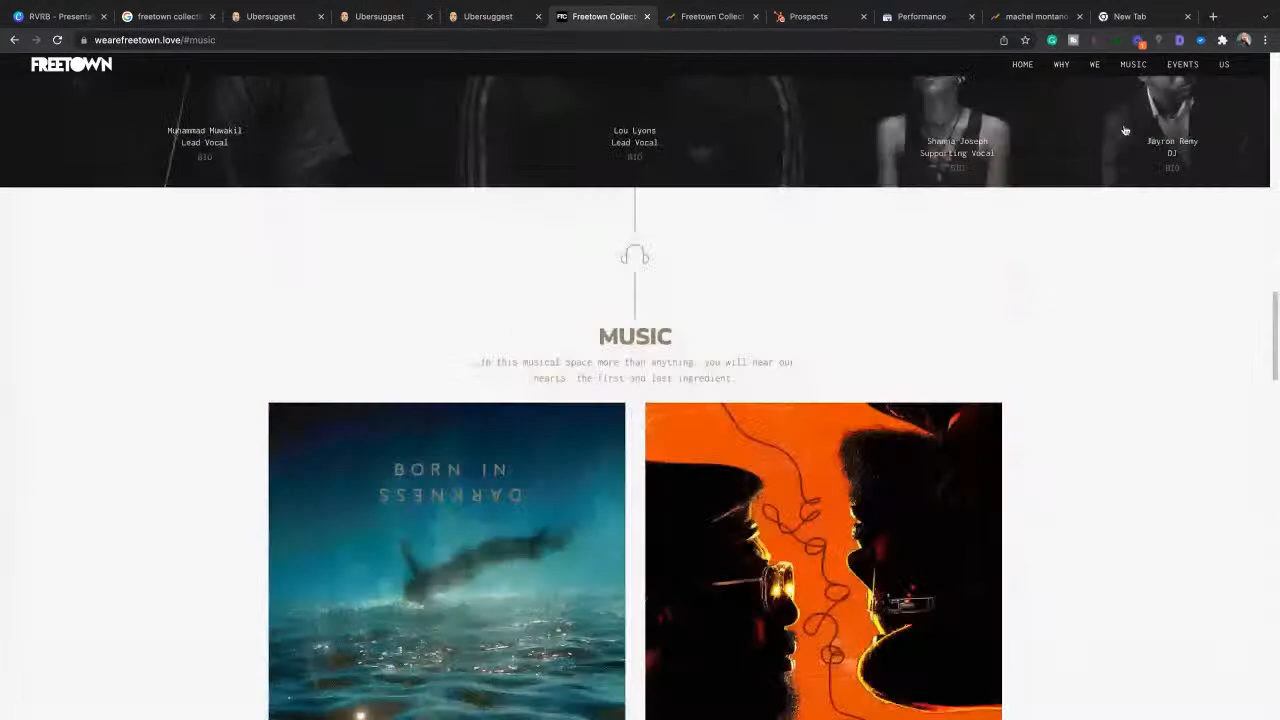 RVRB - Presenta
freetown collecti
Ubersuggest
Ubersuggest
Ubersuggest
FTC
Freetown Collect
Freetown Collect
Prospects
Performance
machel montano
New Tab
wearefreetown.love/#music
FREETOWN
HOME WHY WE MUSIC EVENTS US
Muhammad Muwakil
Lead Vocal
BIO
Lou Lyons
Lead Vocal
BIO
Shanna Joseph
Supporting Vocal
BIO
Jayron Remy
DJ
BIO
MUSIC
...in this musical space more than anything, you will hear our
hearts, the first and last ingredient.
BORN IN
DARKNESS